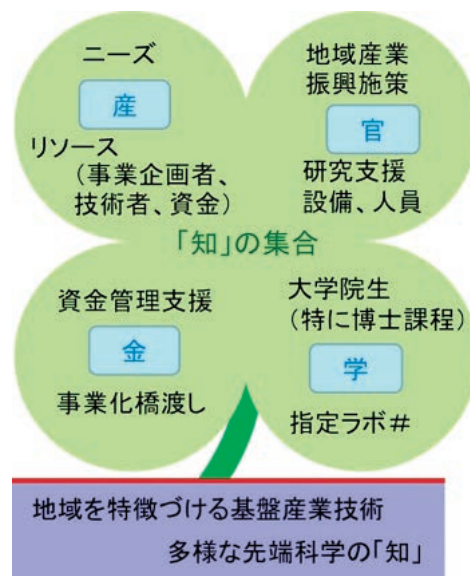 ニーズ
産
リソース
(事業企画者、
技術者、資金)
地域産業
振興施策
官
研究支援
設備、人員
「知」の集合
資金管理支援
金
事業化橋渡し
大学院生
(特に博士課程)
学
指定ラボ#
地域を特徴づける基盤産業技術
多様な先端科学の「知」